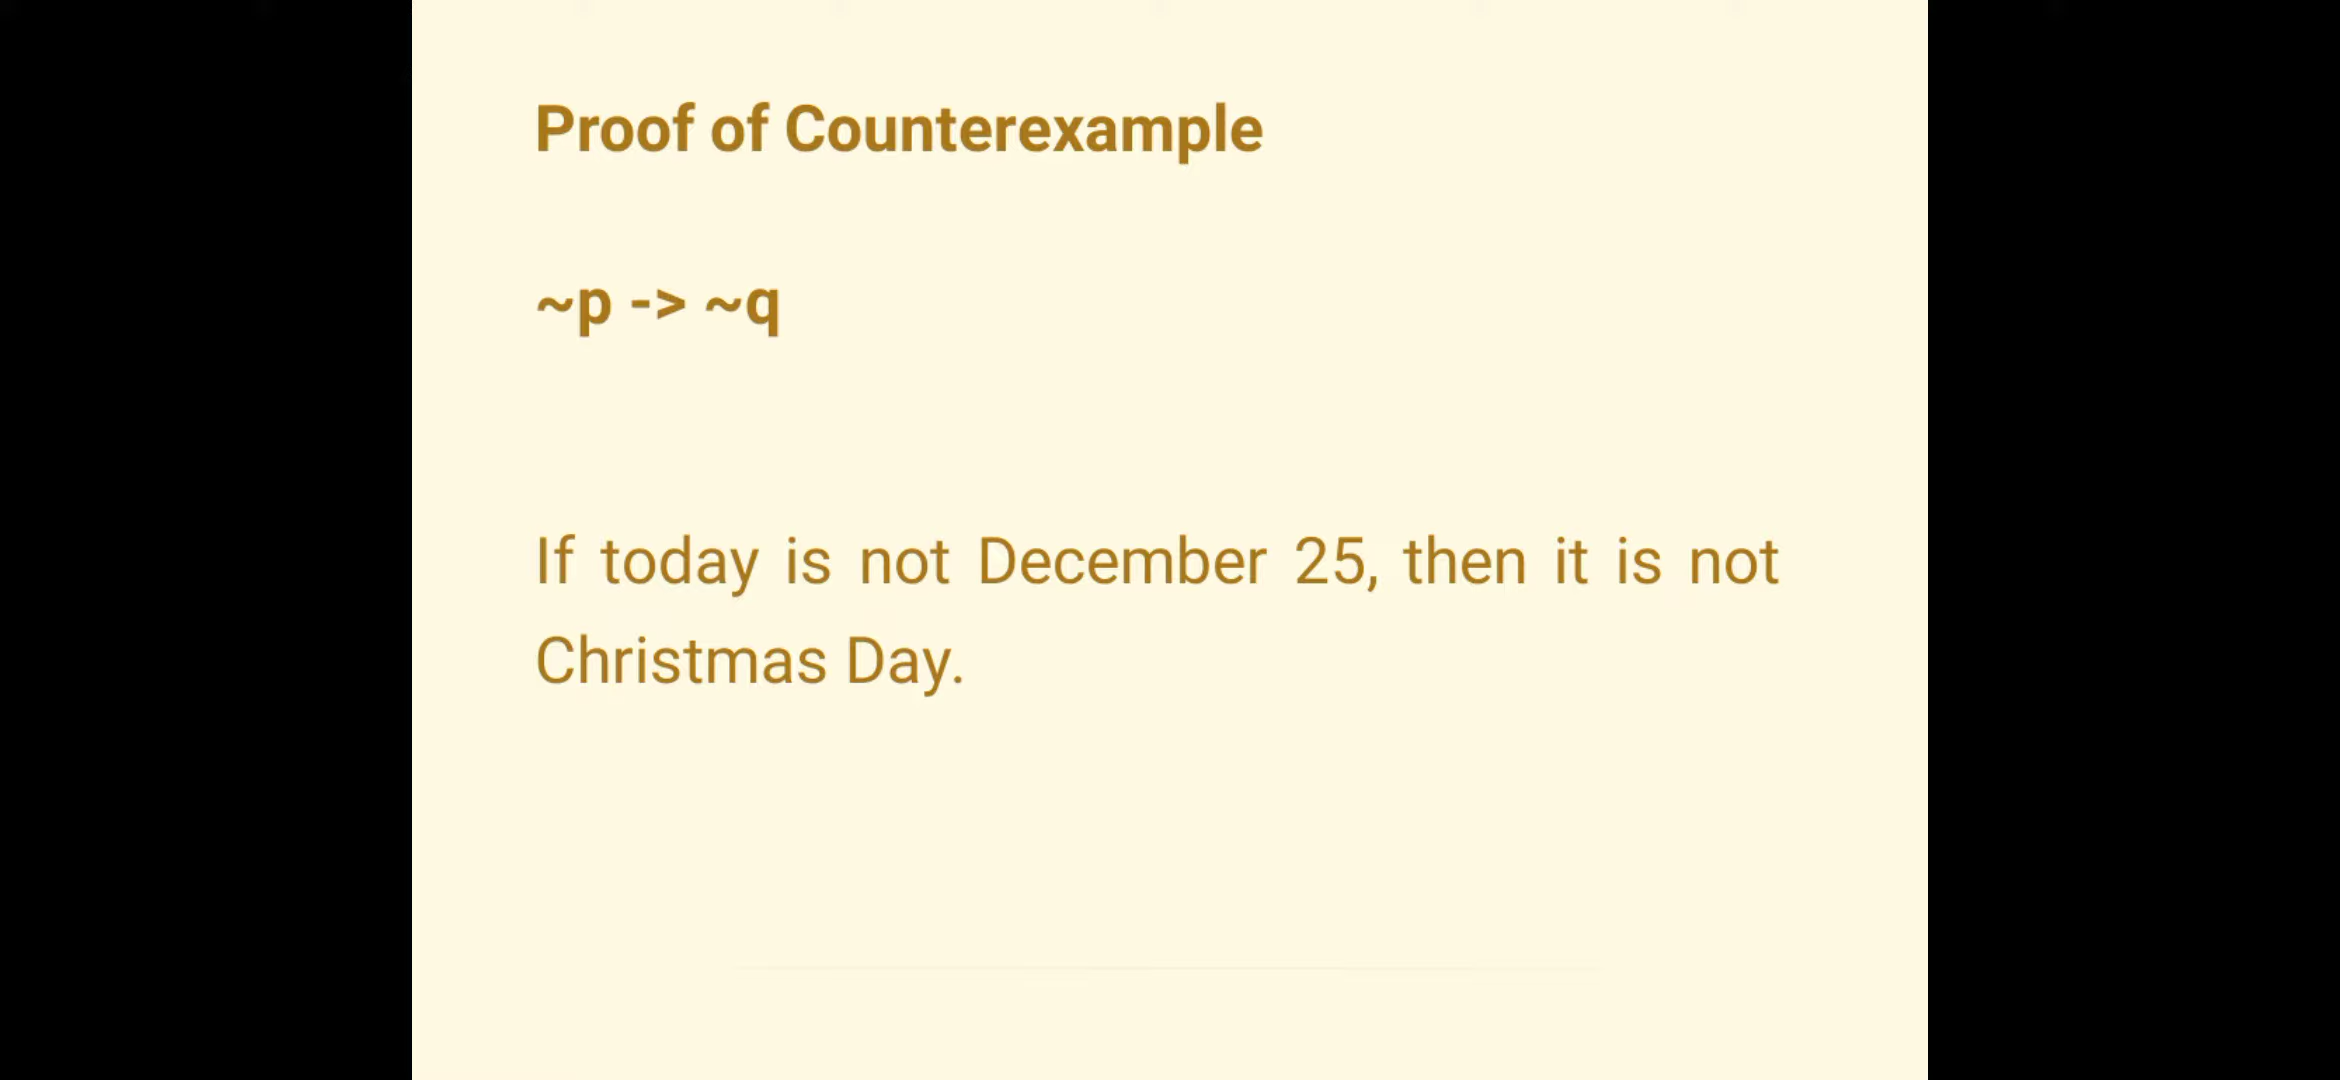 Proof of Counterexample
~p -> ~q
If today is not December 25, then it is not
Christmas Day.